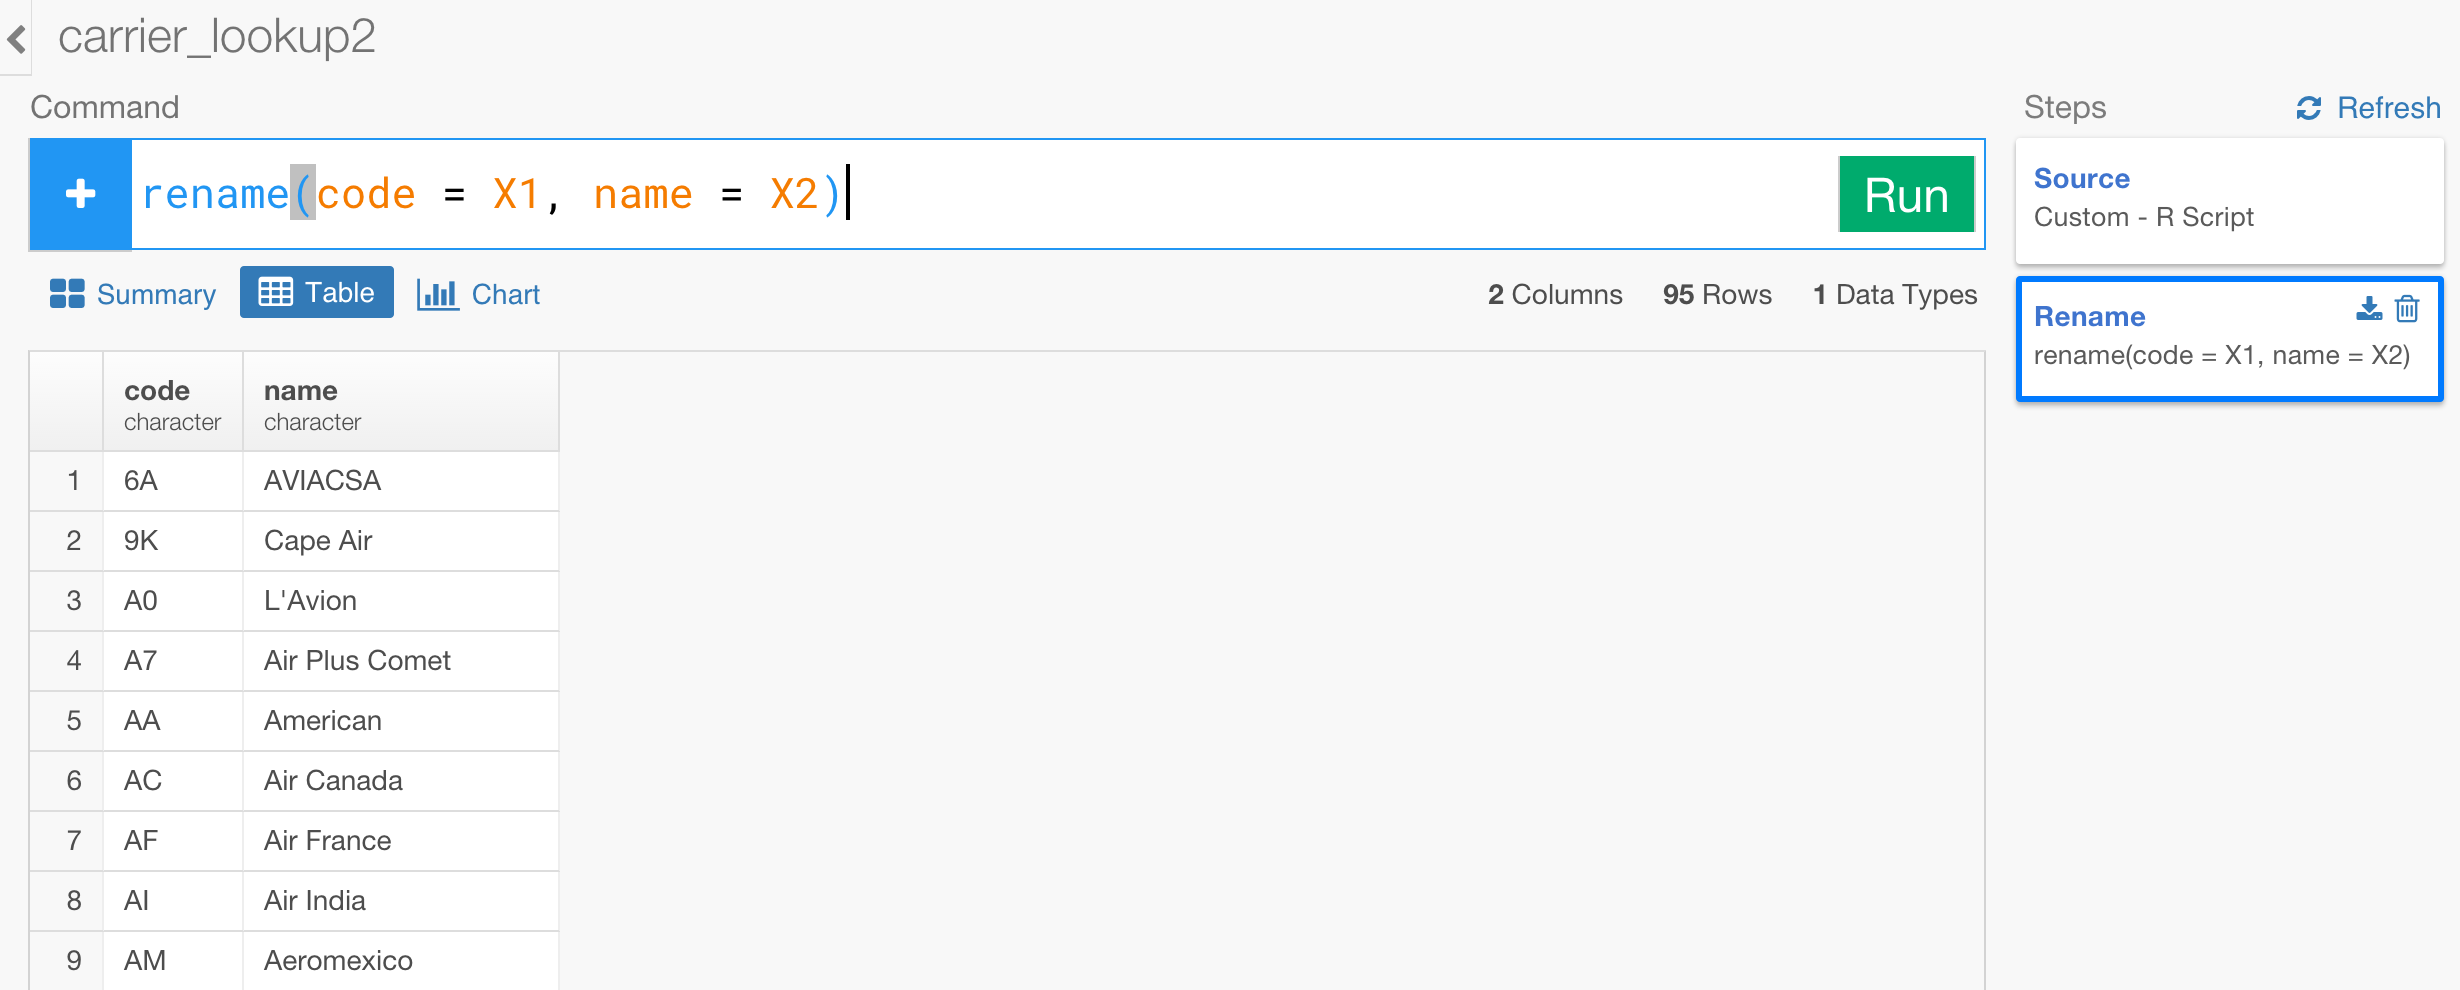 carrier_lookup2
Command
Steps
Refresh
rename(code = X1, name = X2)
Run
Source
Custom - R Script
Summary
Table
Chart
2 Columns
95 Rows
1 Data Types
Rename
rename(code = X1, name = X2)
code name
character character
1 6A AVIACSA
2 9K Cape Air
3 A0 L'Avion
4 A7 Air Plus Comet
5 AA American
6 AC Air Canada
7 AF Air France
8 AI Air India
9 AM Aeromexico